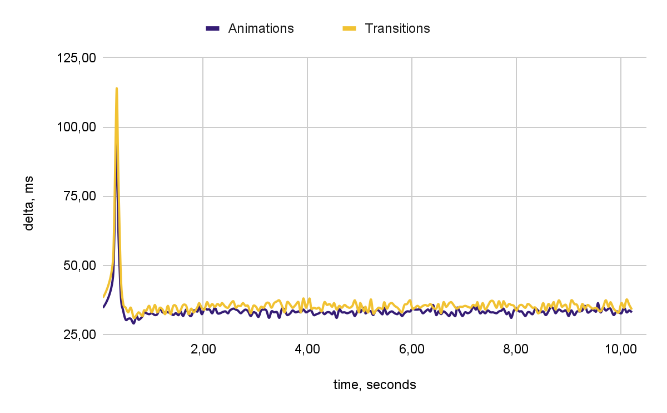 Animations Transitions
125,00
100,00
75,00
50,00
25,00
delta, ms
2,00 4,00 6,00 8,00 10,00
time, seconds